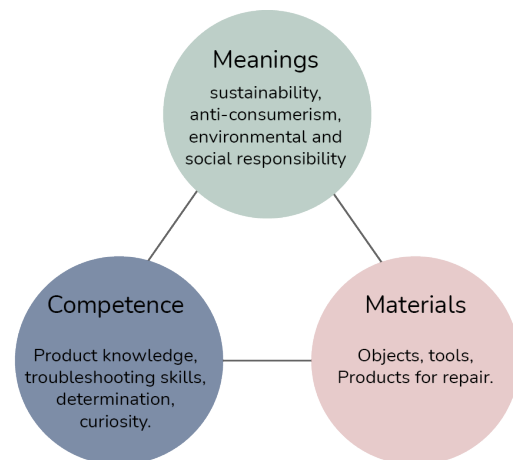 Meanings
sustainability,
anti-consumerism,
environmental and
social responsibility
Competence
Product knowledge,
troubleshooting skills,
determination,
curiosity.
Materials
Objects, tools,
Products for repair.